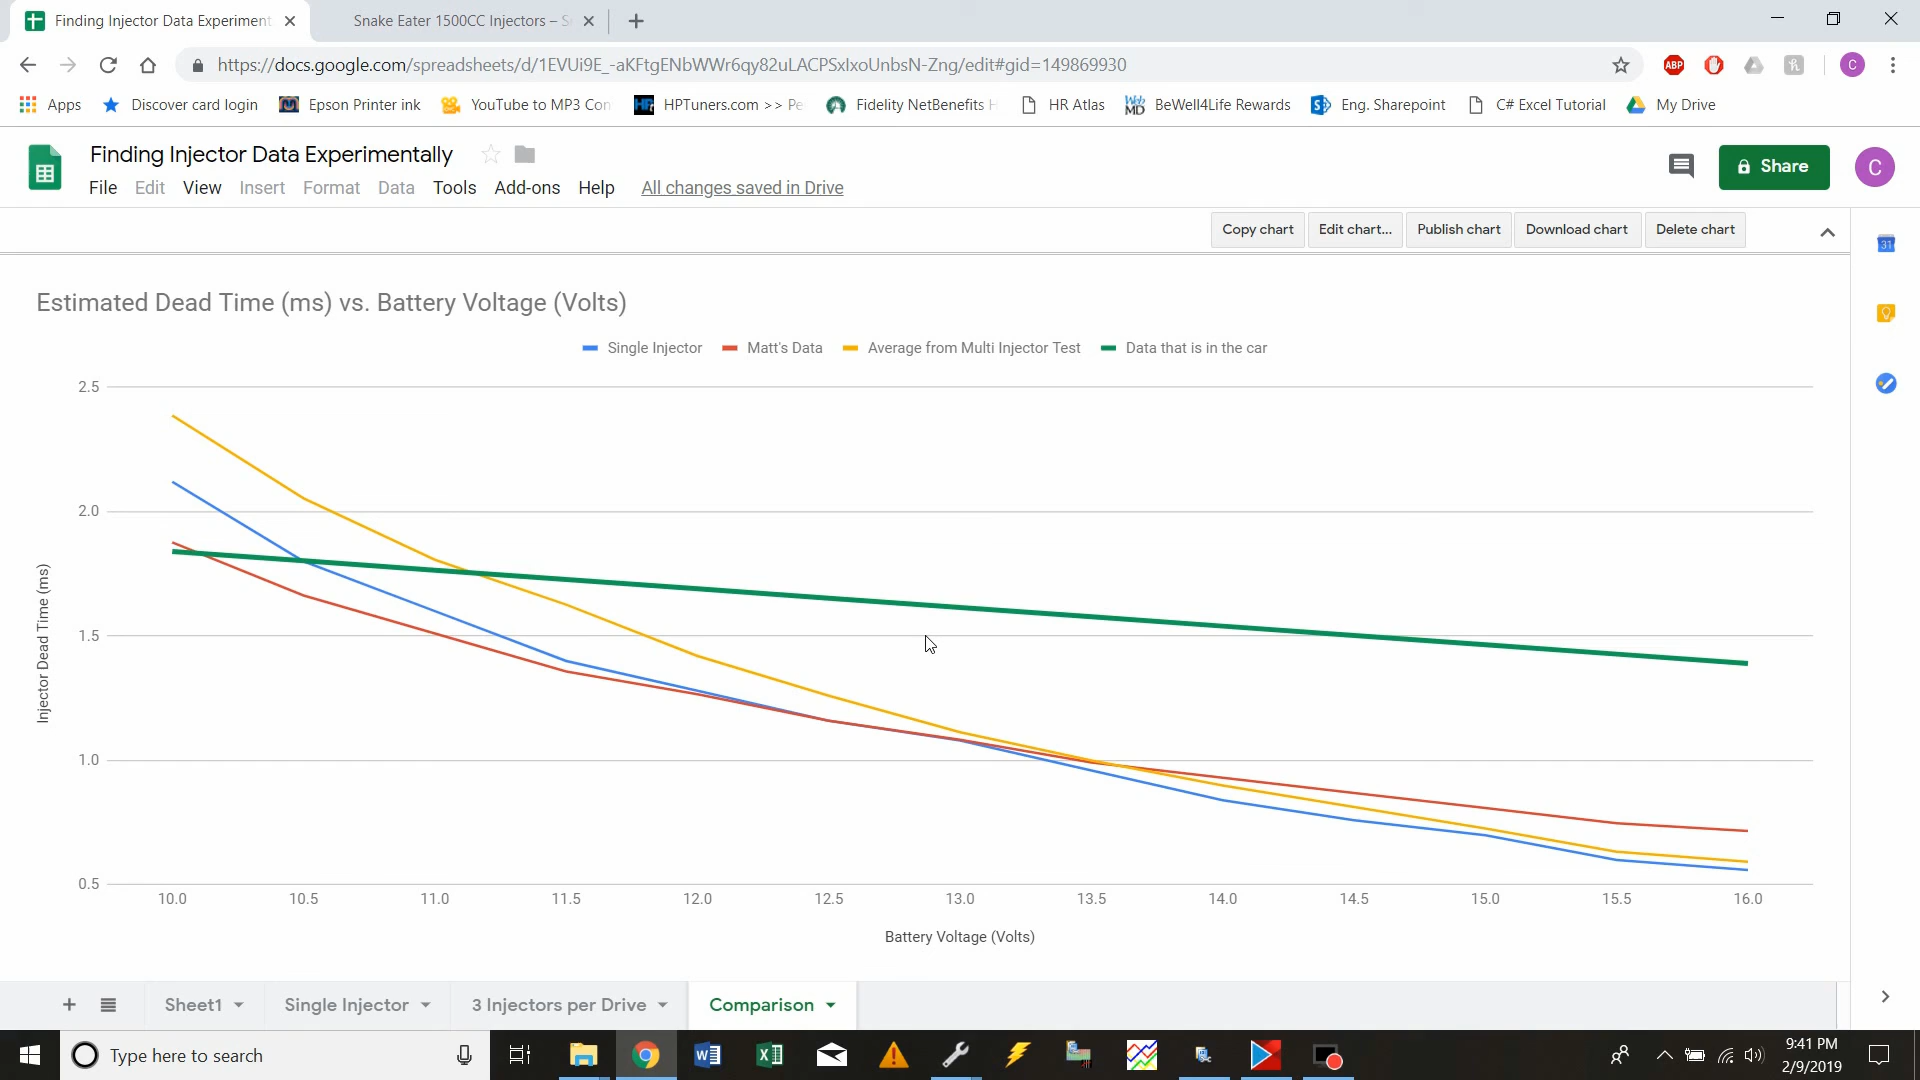 Finding Injector Data Experiment
Snake Eater 1500CC Injectors – S
https://docs.google.com/spreadsheets/d/1EVUi9E_-aKFtgENbWWr6qy82uLACPSxIxoUnbsN-Zng/edit#gid=149869930
ABP
C
Apps
Discover card login
Epson Printer ink
YouTube to MP3 Con
HPTuners.com >> Pe
Fidelity NetBenefits H
HR Atlas
BeWell4Life Rewards
Eng. Sharepoint
C# Excel Tutorial
My Drive
Finding Injector Data Experimentally
Share
C
File Edit View Insert Format Data Tools Add-ons Help All changes saved in Drive
Copy chart
Edit chart...
Publish chart
Download chart
Delete chart
31
Estimated Dead Time (ms) vs. Battery Voltage (Volts)
Single Injector
Matt's Data
Average from Multi Injector Test
Data that is in the car
2.5
2.0
1.5
1.0
0.5
Injector Dead Time (ms)
10.0 10.5 11.0 11.5 12.0 12.5 13.0 13.5 14.0 14.5 15.0 15.5 16.0
Battery Voltage (Volts)
Sheet1
Single Injector
3 Injectors per Drive
Comparison
Type here to search
9:41 PM
2/9/2019